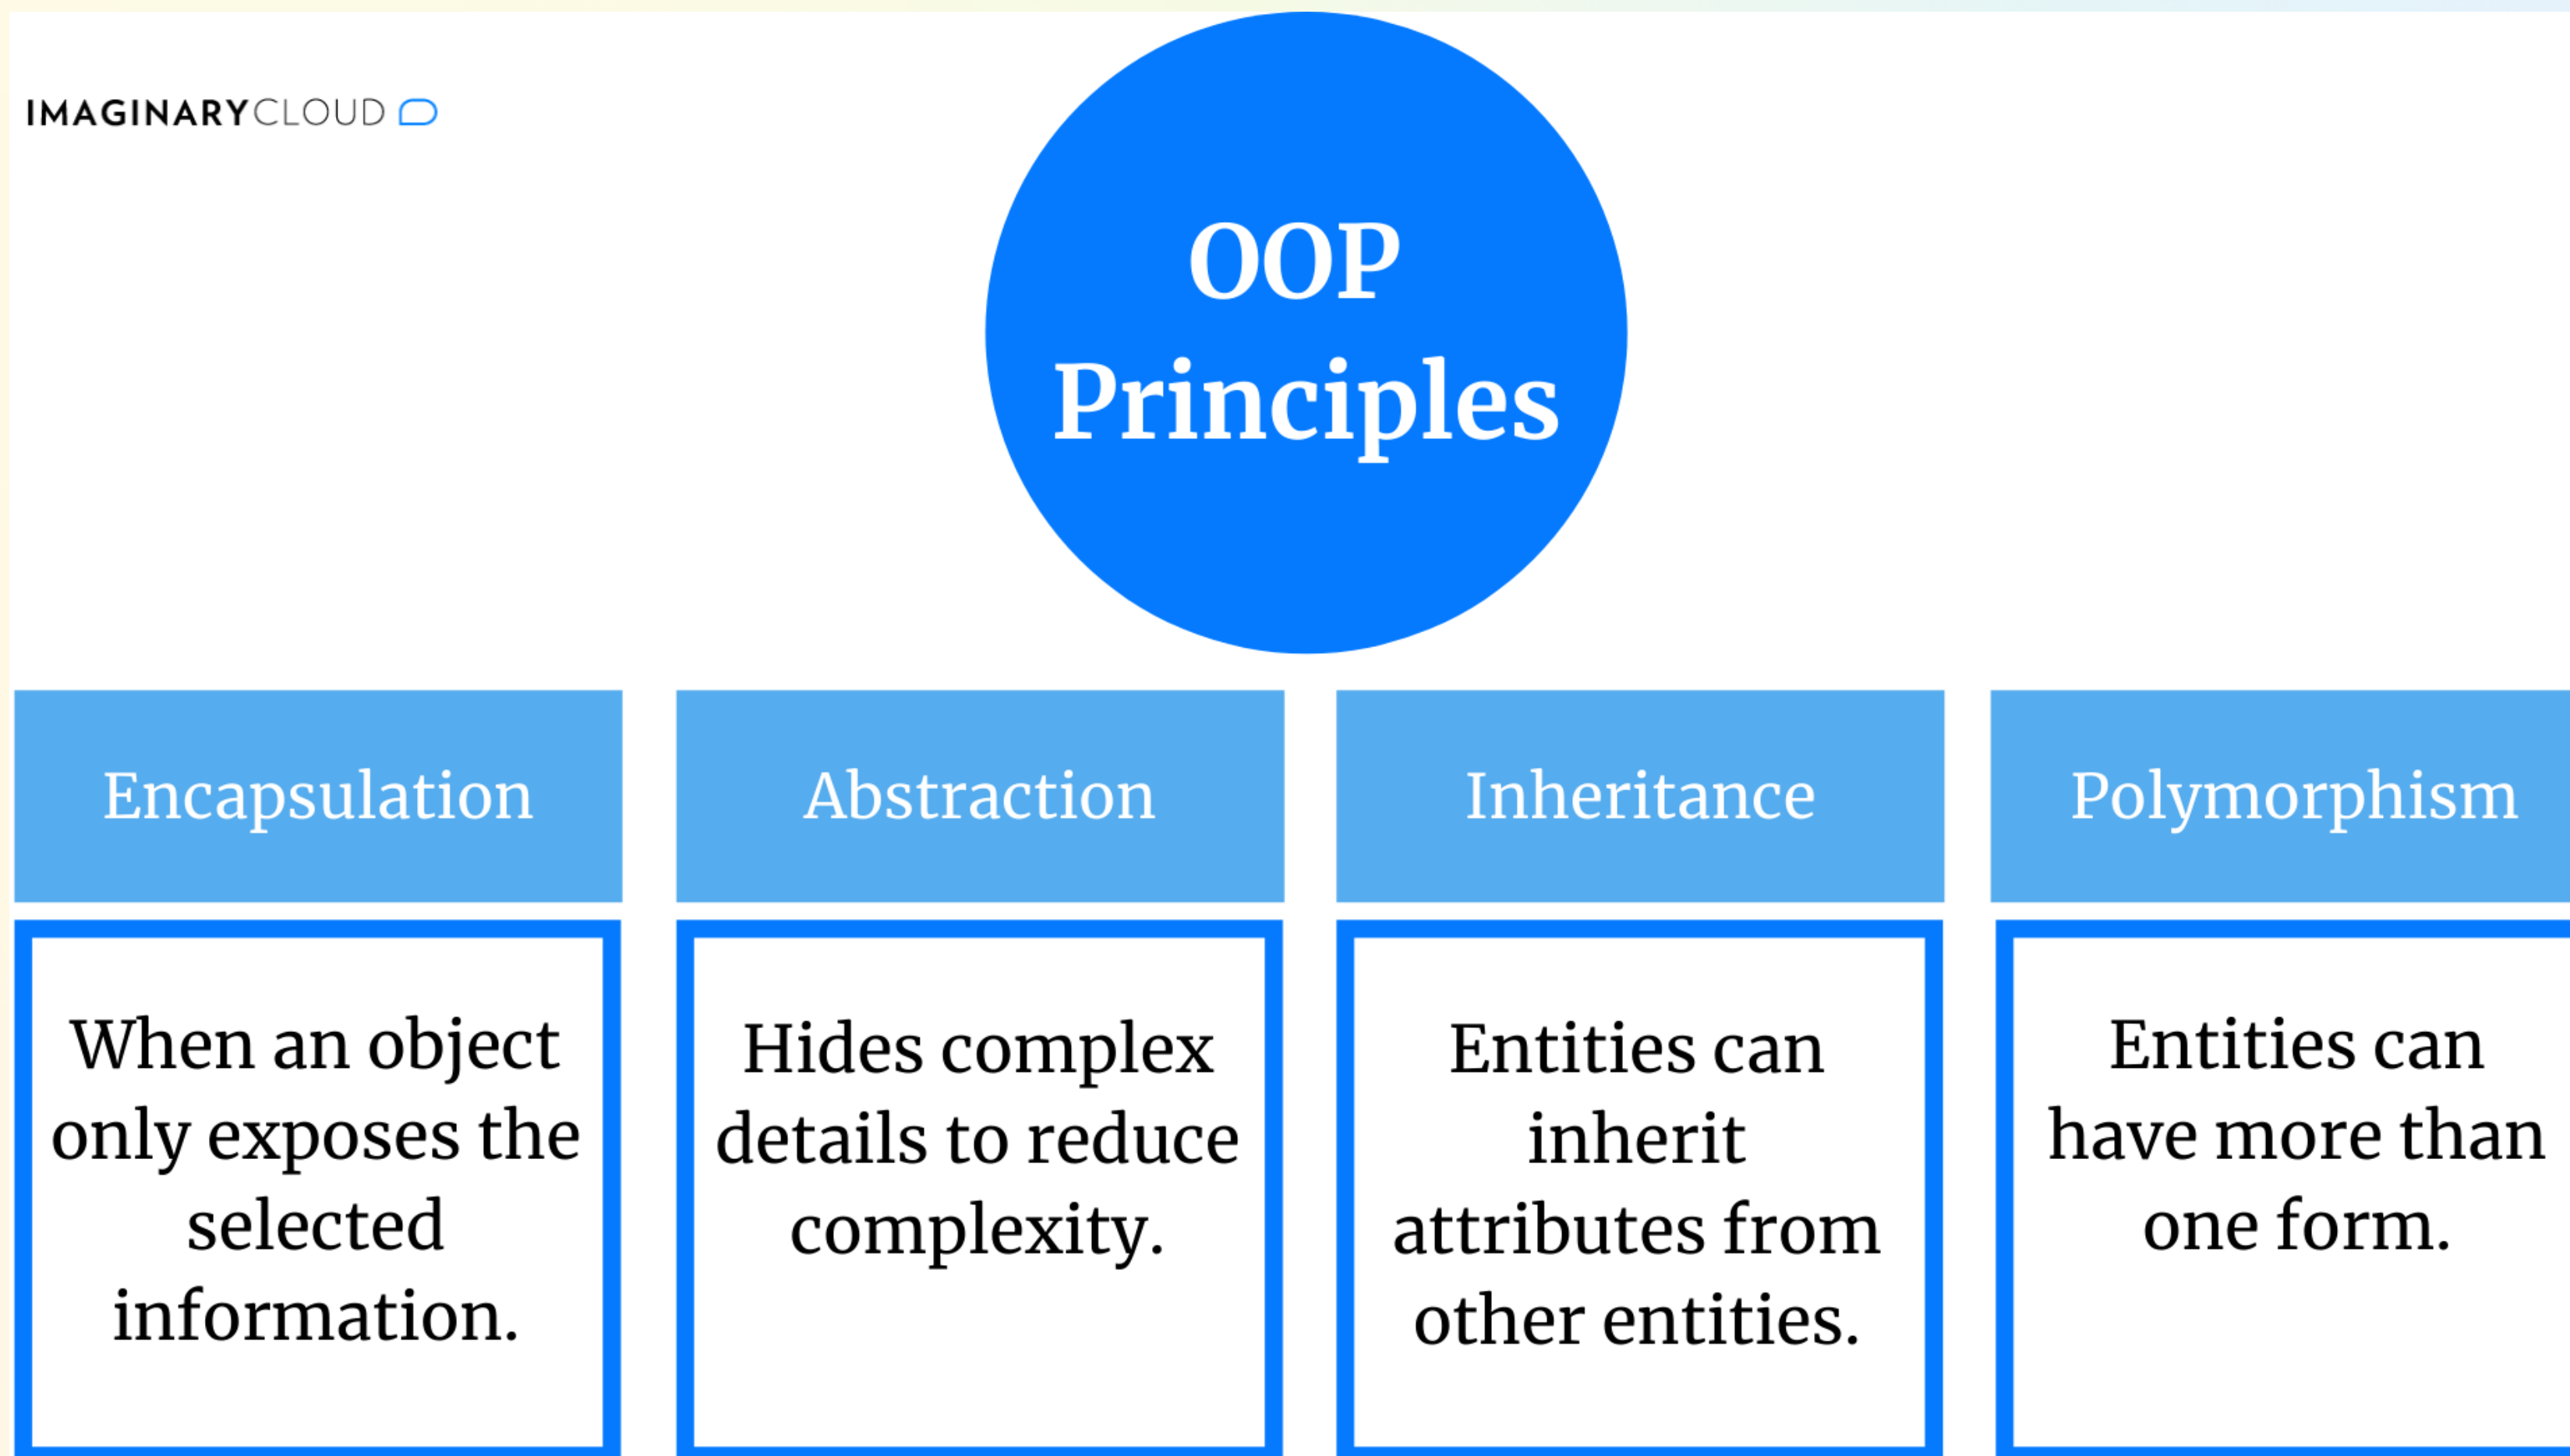 IMAGINARYCLOUD
OOP
Principles
Encapsulation
When an object
only exposes the
selected
information.
Abstraction
Hides complex
details to reduce
complexity.
Inheritance
Entities can
inherit
attributes from
other entities.
Polymorphism
Entities can
have more than
one form.